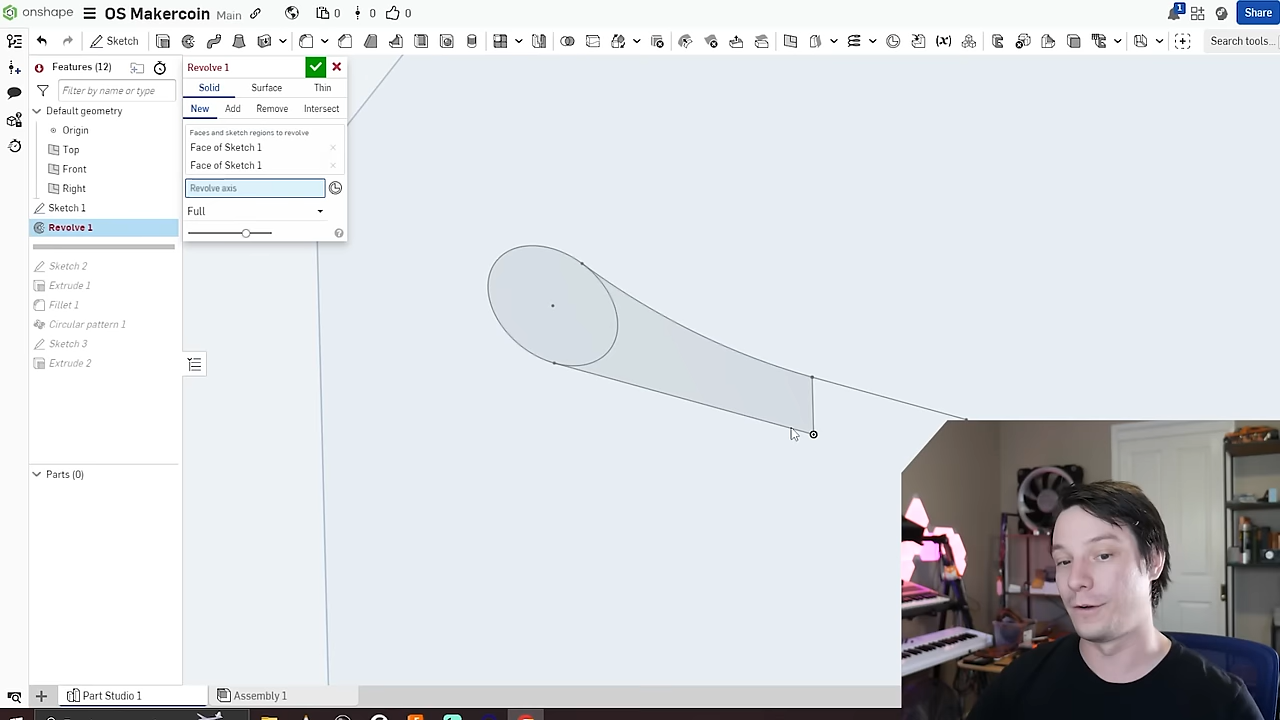 onshape OS Makercoin Main 0 0 0 1 Share
Sketch (x) Search tools...
Features (12) Revolve 1
Filter by name or type Solid Surface Thin
Default geometry New Add Remove Intersect
Origin Faces and sketch regions to revolve
Top Face of Sketch 1
Front Face of Sketch 1
Right Revolve axis
Sketch 1 Full
Revolve 1
Sketch 2
Extrude 1
Fillet 1
Circular pattern 1
Sketch 3
Extrude 2
Parts (0)
Part Studio 1 Assembly 1